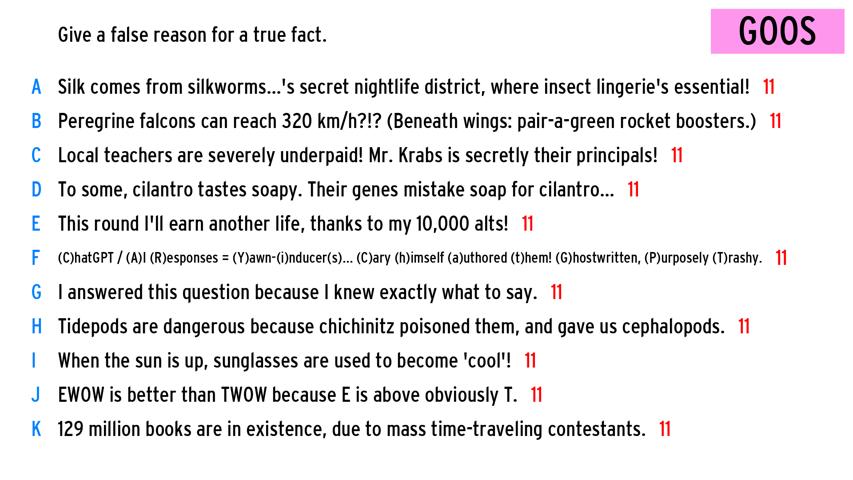 Give a false reason for a true fact.
GOOS
A Silk comes from silkworms...'s secret nightlife district, where insect lingerie's essential! 11
B Peregrine falcons can reach 320 km/h?!? (Beneath wings: pair-a-green rocket boosters.) 11
C Local teachers are severely underpaid! Mr. Krabs is secretly their principals! 11
D To some, cilantro tastes soapy. Their genes mistake soap for cilantro... 11
E This round I'll earn another life, thanks to my 10,000 alts! 11
F (C)hatGPT / (A)I (R)esponses = (Y)awn-(i)nducer(s)... (C)ary (h)imself (a)uthored (t)hem! (G)hostwritten, (P)urposely (T)rashy. 11
G I answered this question because I knew exactly what to say. 11
H Tidepods are dangerous because chichinitz poisoned them, and gave us cephalopods. 11
I When the sun is up, sunglasses are used to become 'cool'! 11
J EWOW is better than TWOW because E is above obviously T. 11
K 129 million books are in existence, due to mass time-traveling contestants. 11